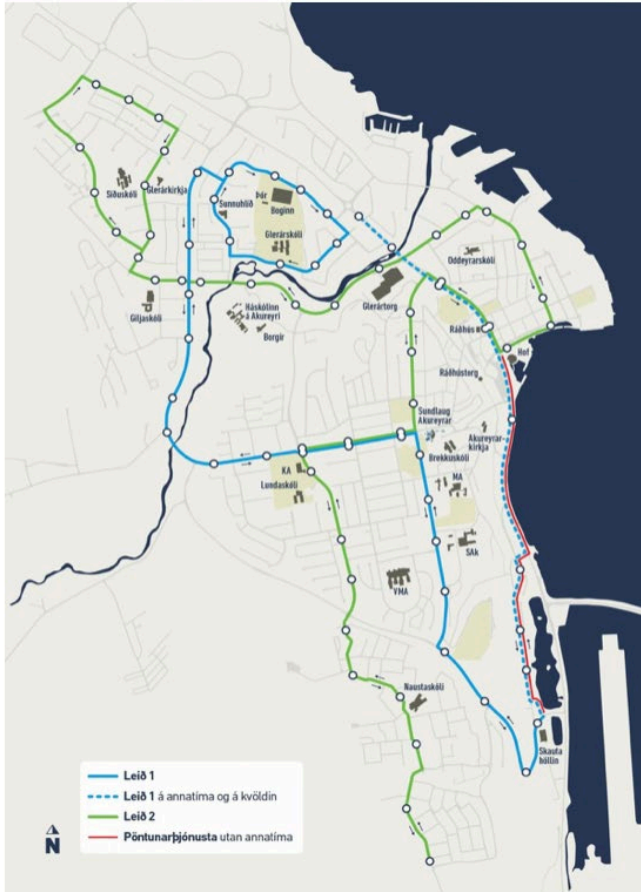 Síðuskóli
Glerárkirkja
Sunnuhlíð
Þór
Boginn
Glerárskóli
Oddeyrarskóli
Giljaskóli
Háskólinn
á Akureyri
Borgir
Glerártorg
Ráðhús
Hof
Ráðhústorg
Sundlaug
Akureyrar
Akureyrar-
kirkja
Brekkuskóli
KA
Lundaskóli
MA
SAk
VMA
Naustaskóli
Skauta
höllin
Leið 1
Leið 1 á annatíma og á kvöldin
Leið 2
Pöntunarþjónusta utan annatíma
N